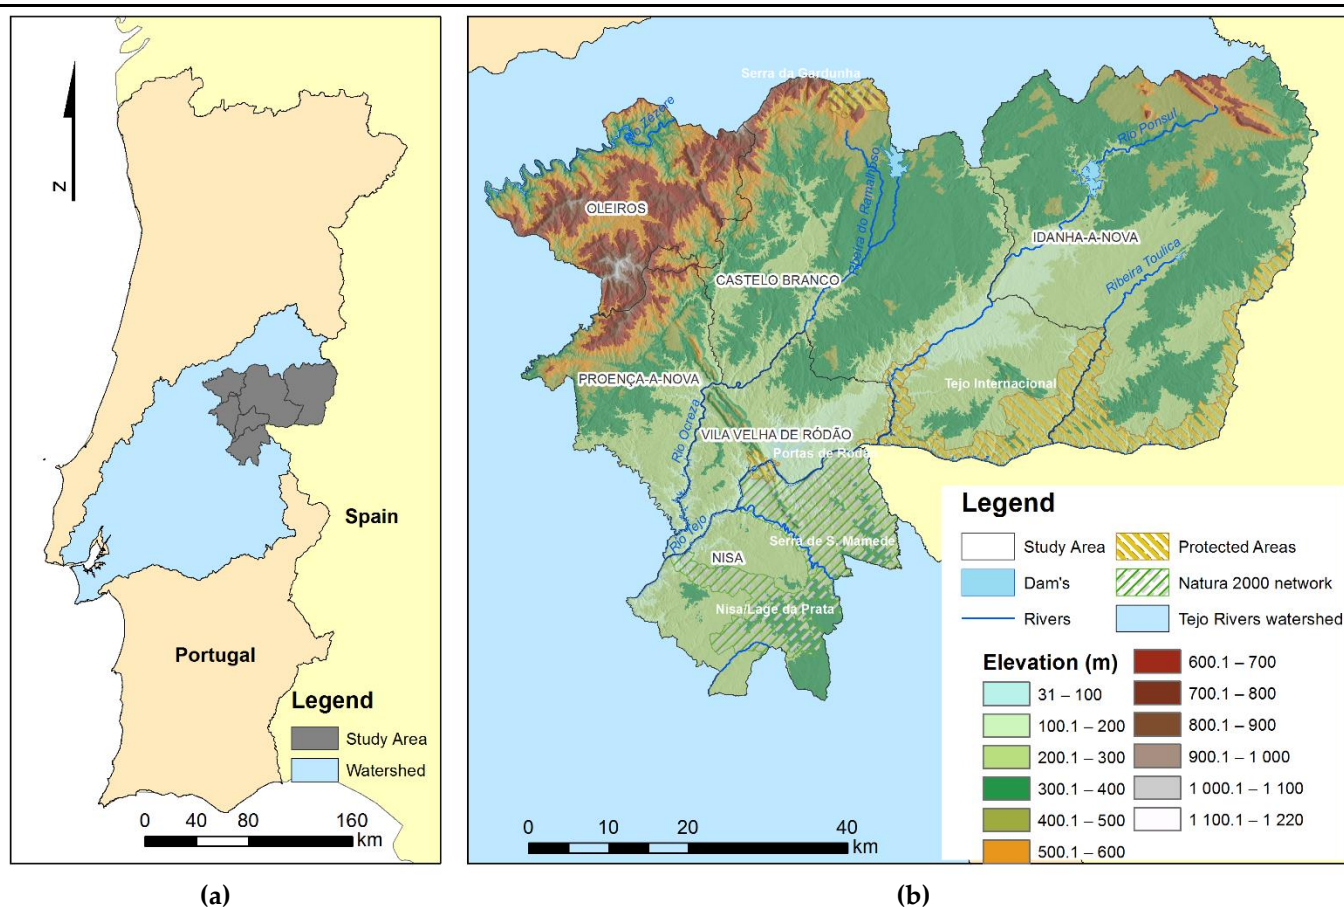 N
Spain
Portugal
Legend
Study Area
Watershed
0 40 80 160
km
(a)
Serra da Gardunha
Rio Zêzere
Rio Ponsul
OLEIROS
Ribeira do Ramalhoso
IDANHA-A-NOVA
Ribeira Toulica
CASTELO BRANCO
PROENÇA-A-NOVA
Tejo Internacional
Rio Ocreza
VILA VELHA DE RÓDÃO
Portas de Rodão
Rio Tejo
Serra de S. Mamede
NISA
Nisa/Lage da Prata
Legend
Study Area
Protected Areas
Dam's
Natura 2000 network
Rivers
Tejo Rivers watershed
Elevation (m)
31 – 100
100.1 – 200
200.1 – 300
300.1 – 400
400.1 – 500
500.1 – 600
600.1 – 700
700.1 – 800
800.1 – 900
900.1 – 1 000
1 000.1 – 1 100
1 100.1 – 1 220
0 10 20 40
km
(b)